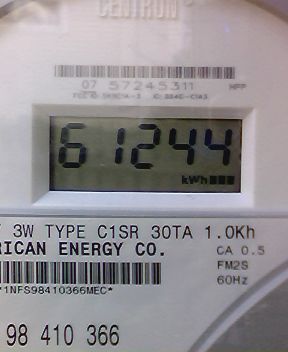 CENTRON
07 57245311
61244
kWh
3W TYPE C1SR 30TA 1.0Kh
RICAN ENERGY CO.
CA 0.5
FM2S
60Hz
*1NFS98410366MEC*
98 410 366